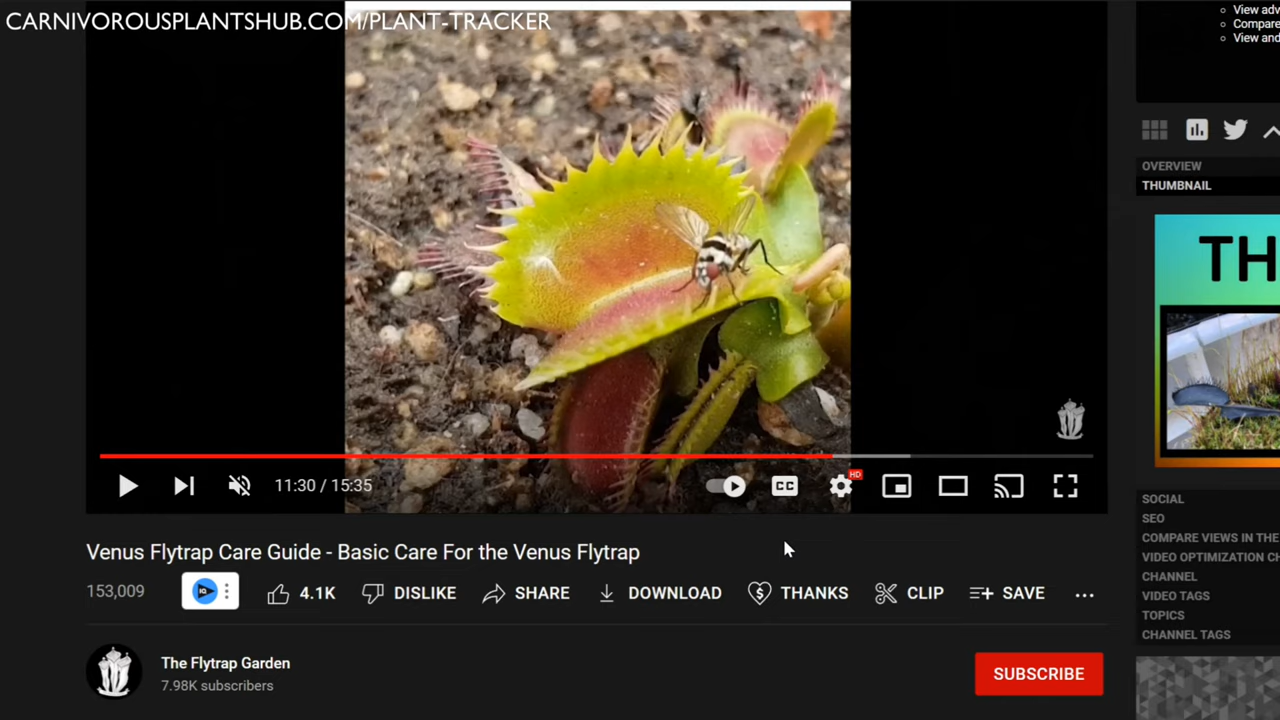 CARNIVOROUSPLANTSHUB.COM/PLANT-TRACKER
View adv
Compare
View and
OVERVIEW
THUMBNAIL
TH
HD
CC
11:30 / 15:35
Venus Flytrap Care Guide - Basic Care For the Venus Flytrap
153,009
IQ
4.1K
DISLIKE
SHARE
DOWNLOAD
THANKS
CLIP
SAVE
The Flytrap Garden
7.98K subscribers
SUBSCRIBE
SOCIAL
SEO
COMPARE VIEWS IN THE
VIDEO OPTIMIZATION CH
CHANNEL
VIDEO TAGS
TOPICS
CHANNEL TAGS